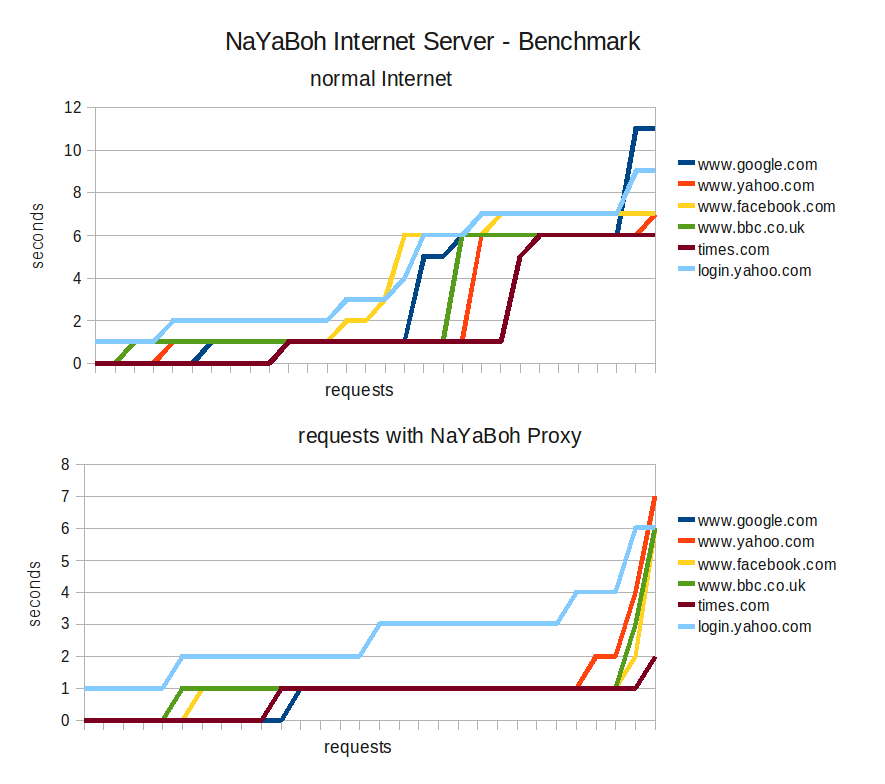 NaYaBoh Internet Server - Benchmark
normal Internet
12
10
8
6
4
2
0
seconds
requests
www.google.com
www.yahoo.com
www.facebook.com
www.bbc.co.uk
times.com
login.yahoo.com
requests with NaYaBoh Proxy
8
7
6
5
4
3
2
1
0
seconds
requests
www.google.com
www.yahoo.com
www.facebook.com
www.bbc.co.uk
times.com
login.yahoo.com